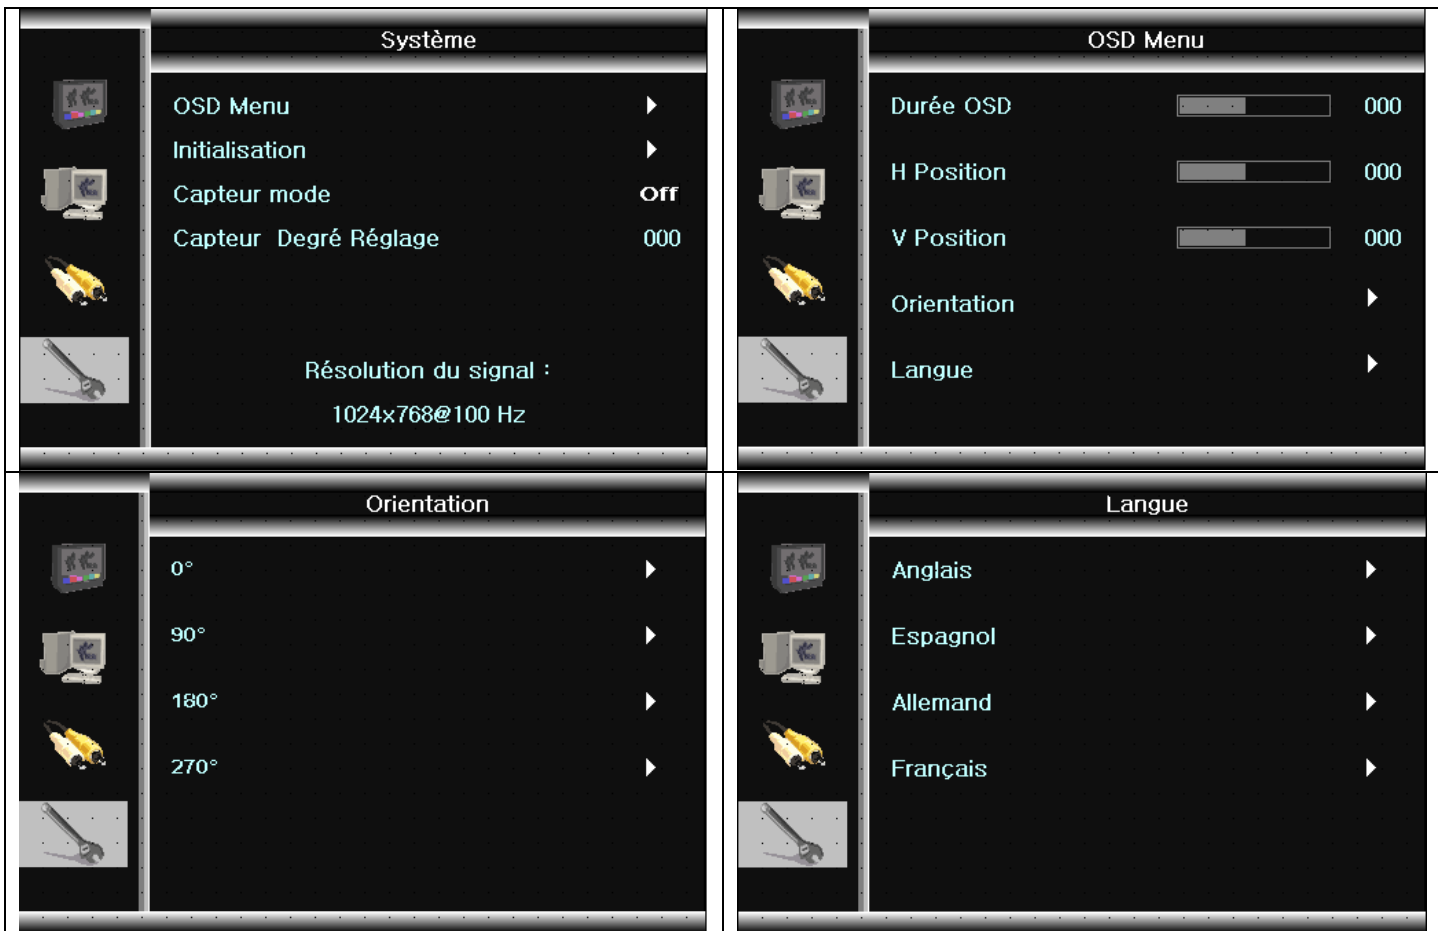 Système
OSD Menu
Initialisation
Capteur mode Off
Capteur Degré Réglage 000
Résolution du signal :
1024x768@100 Hz
OSD Menu
Durée OSD 000
H Position 000
V Position 000
Orientation
Langue
Orientation
0°
90°
180°
270°
Langue
Anglais
Espagnol
Allemand
Français